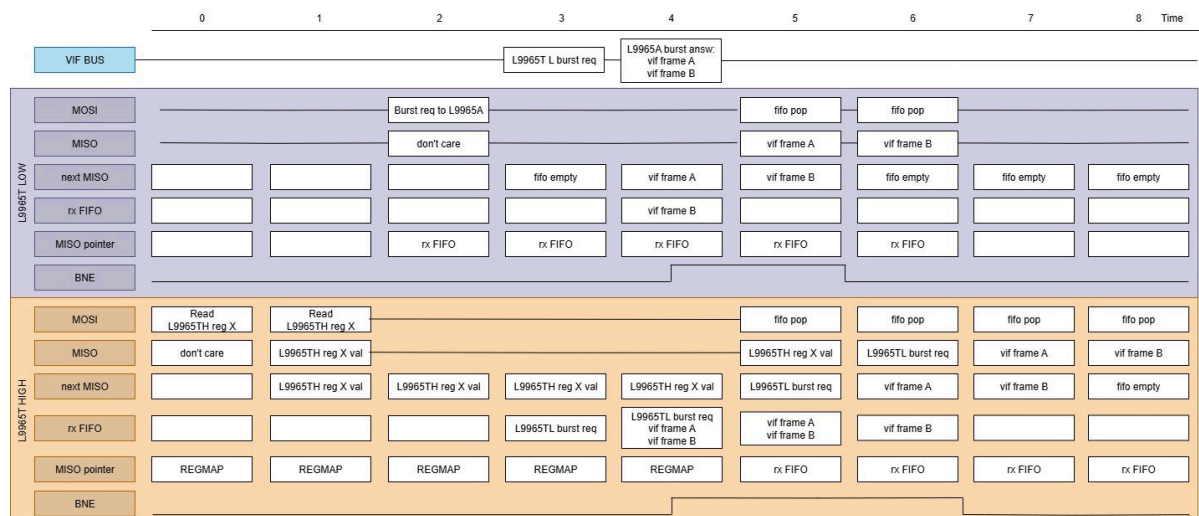 0 1 2 3 4 5 6 7 8 Time
VIF BUS
L9965T L burst req
L9965A burst answ:
vif frame A
vif frame B
L9965T LOW
MOSI
Burst req to L9965A
fifo pop
fifo pop
MISO
don't care
vif frame A
vif frame B
next MISO
fifo empty
vif frame A
vif frame B
fifo empty
fifo empty
fifo empty
rx FIFO
vif frame B
MISO pointer
rx FIFO
rx FIFO
rx FIFO
rx FIFO
rx FIFO
BNE
L9965T HIGH
MOSI
Read
L9965TH reg X
Read
L9965TH reg X
fifo pop
fifo pop
fifo pop
fifo pop
MISO
don't care
L9965TH reg X val
L9965TH reg X val
L9965TL burst req
vif frame A
vif frame B
next MISO
L9965TH reg X val
L9965TH reg X val
L9965TH reg X val
L9965TH reg X val
L9965TL burst req
vif frame A
vif frame B
fifo empty
rx FIFO
L9965TL burst req
L9965TL burst req
vif frame A
vif frame B
vif frame A
vif frame B
vif frame B
MISO pointer
REGMAP
REGMAP
REGMAP
REGMAP
REGMAP
rx FIFO
rx FIFO
rx FIFO
rx FIFO
BNE